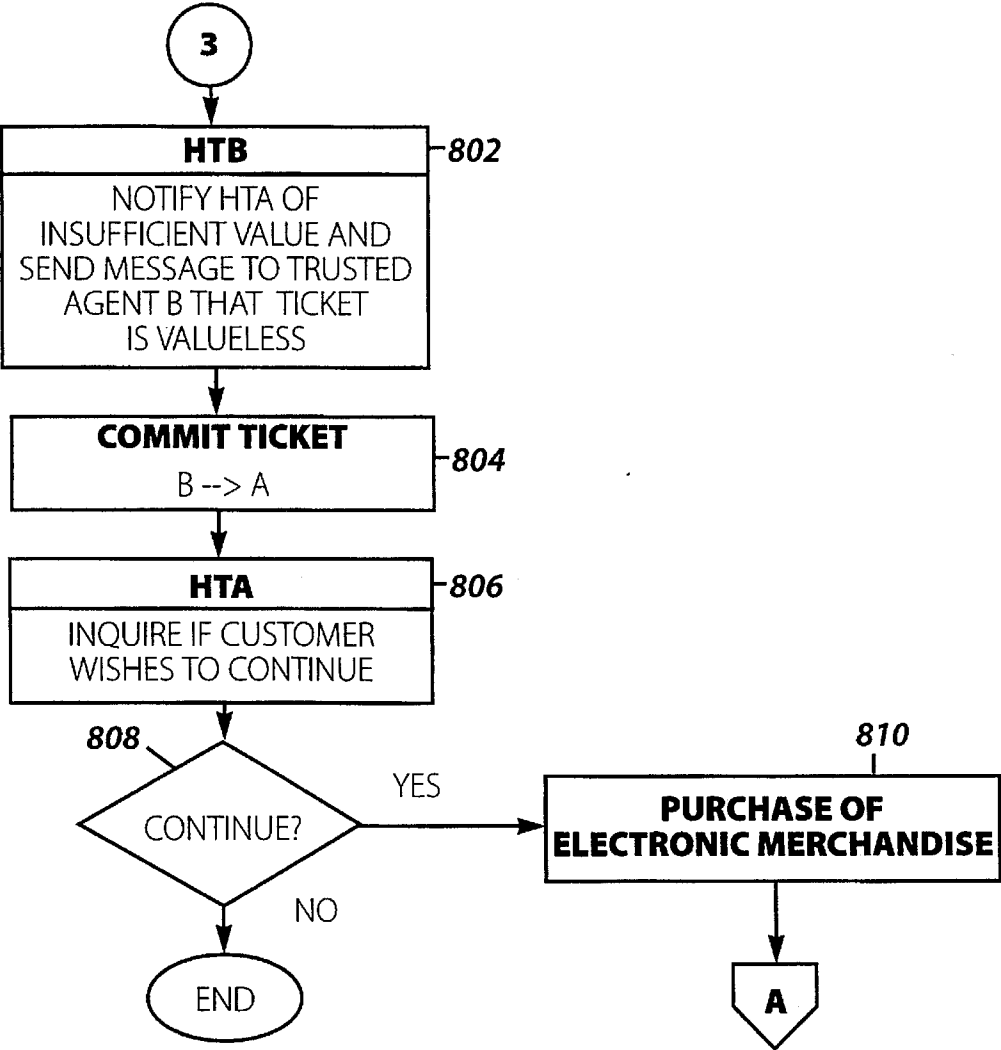 3
HTB
802
NOTIFY HTA OF
INSUFFICIENT VALUE AND
SEND MESSAGE TO TRUSTED
AGENT B THAT TICKET
IS VALUELESS
COMMIT TICKET
804
B --> A
HTA
806
INQUIRE IF CUSTOMER
WISHES TO CONTINUE
808
CONTINUE?
YES
NO
END
810
PURCHASE OF
ELECTRONIC MERCHANDISE
A